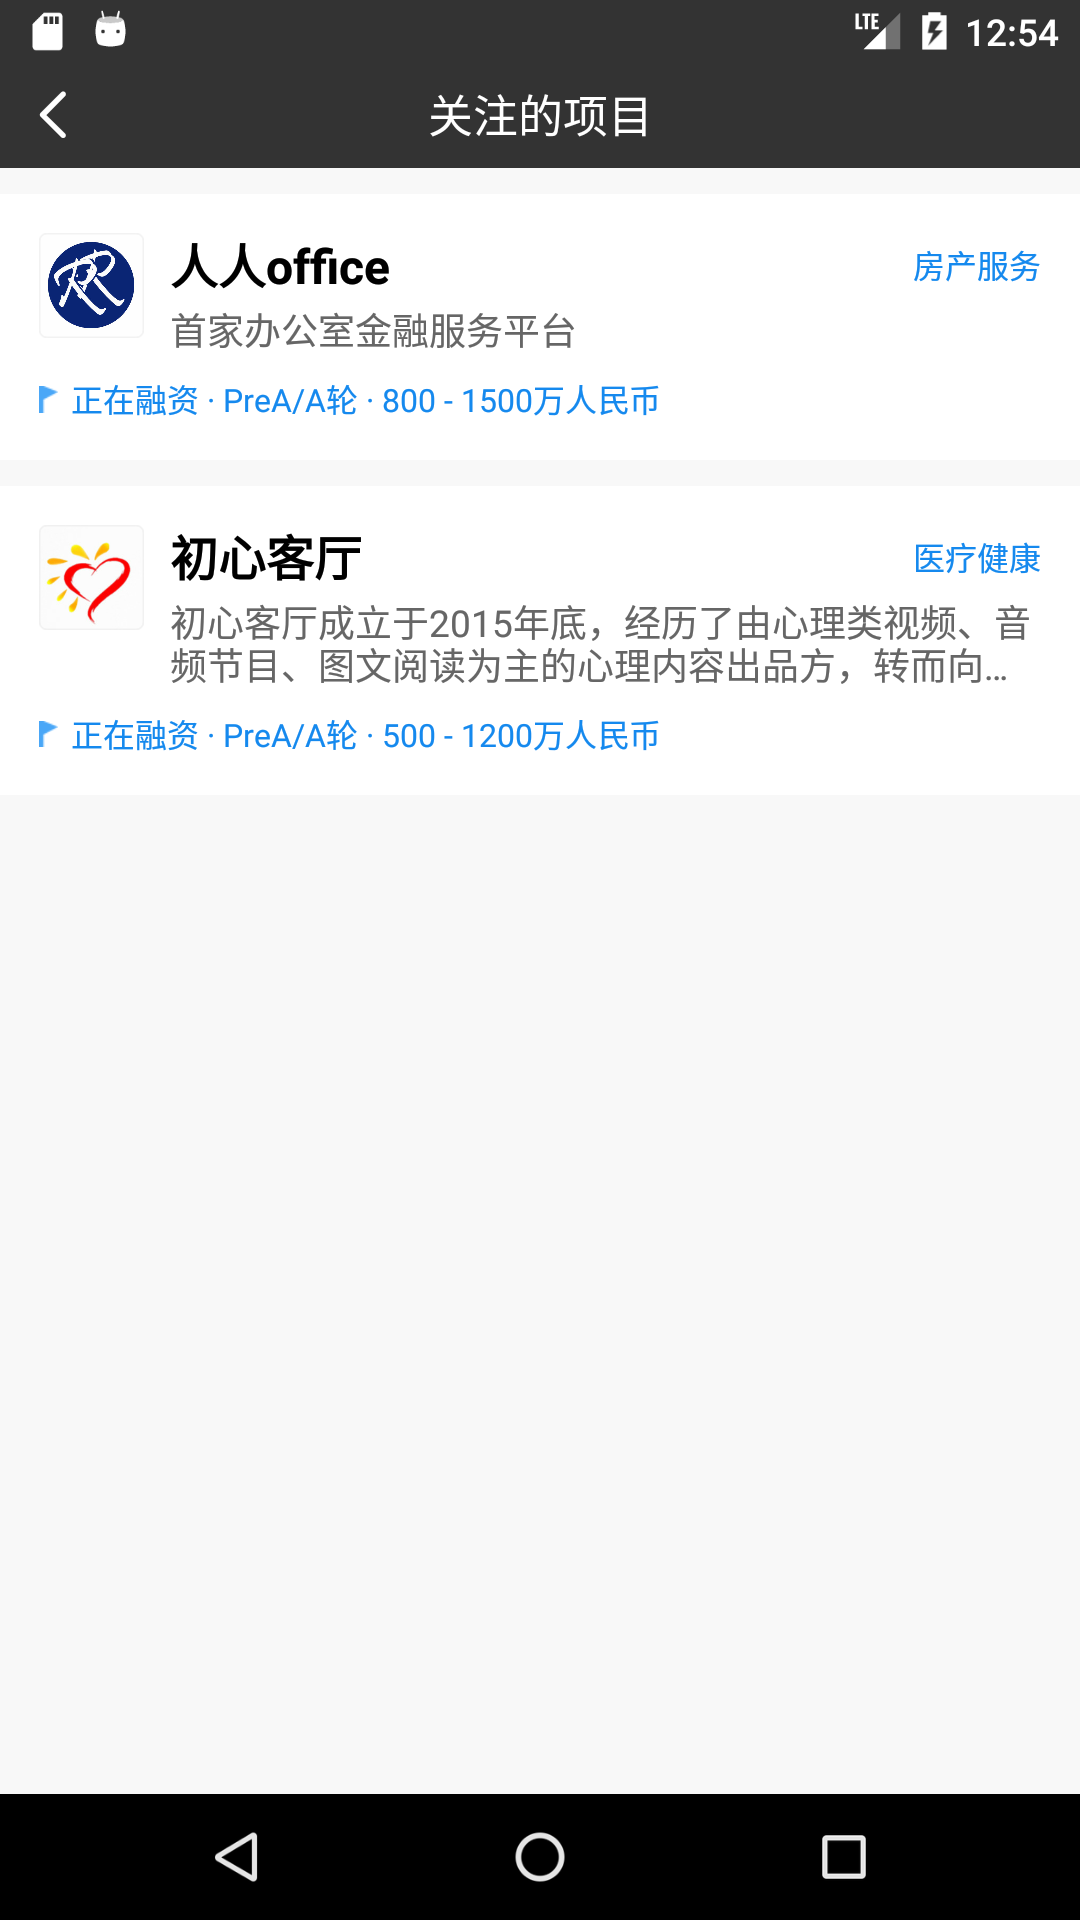 LTE 12:54
关注的项目
人人office
房产服务
首家办公室金融服务平台
正在融资 · PreA/A轮 · 800 - 1500万人民币
初心客厅
医疗健康
初心客厅成立于2015年底，经历了由心理类视频、音
频节目、图文阅读为主的心理内容出品方，转而向...
正在融资 · PreA/A轮 · 500 - 1200万人民币